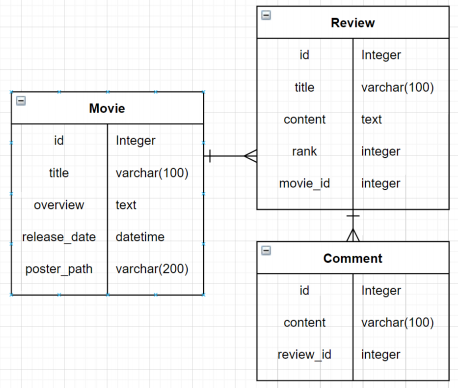 Movie
id Integer
title varchar(100)
overview text
release_date datetime
poster_path varchar(200)
Review
id Integer
title varchar(100)
content text
rank integer
movie_id integer
Comment
id Integer
content varchar(100)
review_id integer